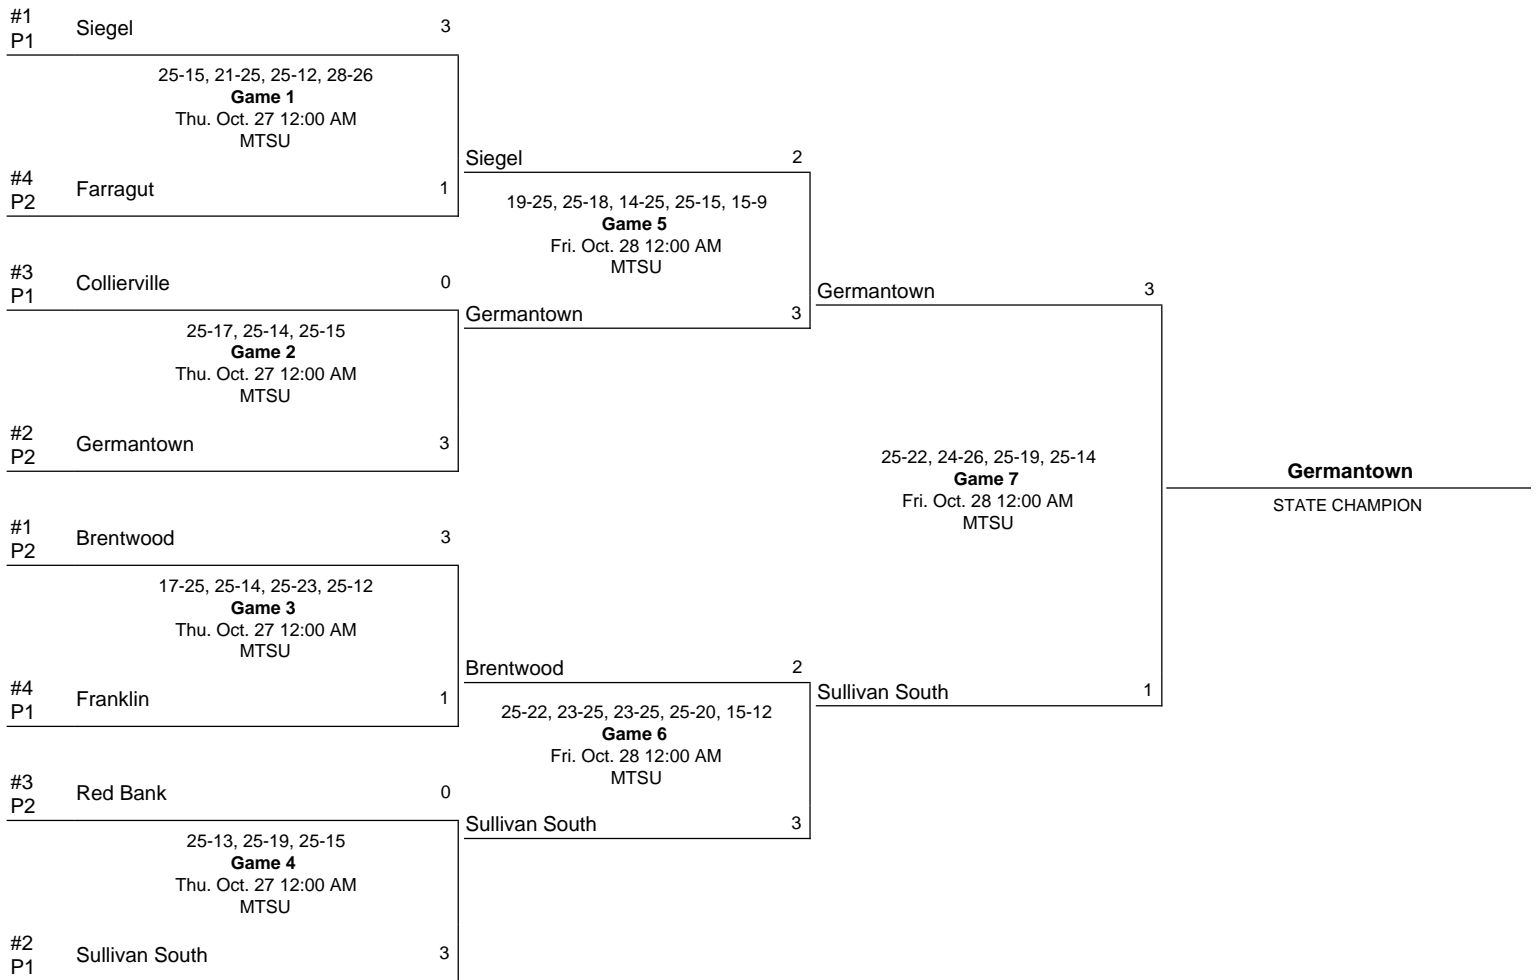 #1
P1
Siegel 3
25-15, 21-25, 25-12, 28-26
Game 1
Thu. Oct. 27 12:00 AM
MTSU
#4
P2
Farragut 1
#3
P1
Collierville 0
25-17, 25-14, 25-15
Game 2
Thu. Oct. 27 12:00 AM
MTSU
#2
P2
Germantown 3
#1
P2
Brentwood 3
17-25, 25-14, 25-23, 25-12
Game 3
Thu. Oct. 27 12:00 AM
MTSU
#4
P1
Franklin 1
#3
P2
Red Bank 0
25-13, 25-19, 25-15
Game 4
Thu. Oct. 27 12:00 AM
MTSU
#2
P1
Sullivan South 3
Siegel 2
19-25, 25-18, 14-25, 25-15, 15-9
Game 5
Fri. Oct. 28 12:00 AM
MTSU
Germantown 3
Brentwood 2
25-22, 23-25, 23-25, 25-20, 15-12
Game 6
Fri. Oct. 28 12:00 AM
MTSU
Sullivan South 3
Germantown 3
25-22, 24-26, 25-19, 25-14
Game 7
Fri. Oct. 28 12:00 AM
MTSU
Sullivan South 1
Germantown
STATE CHAMPION